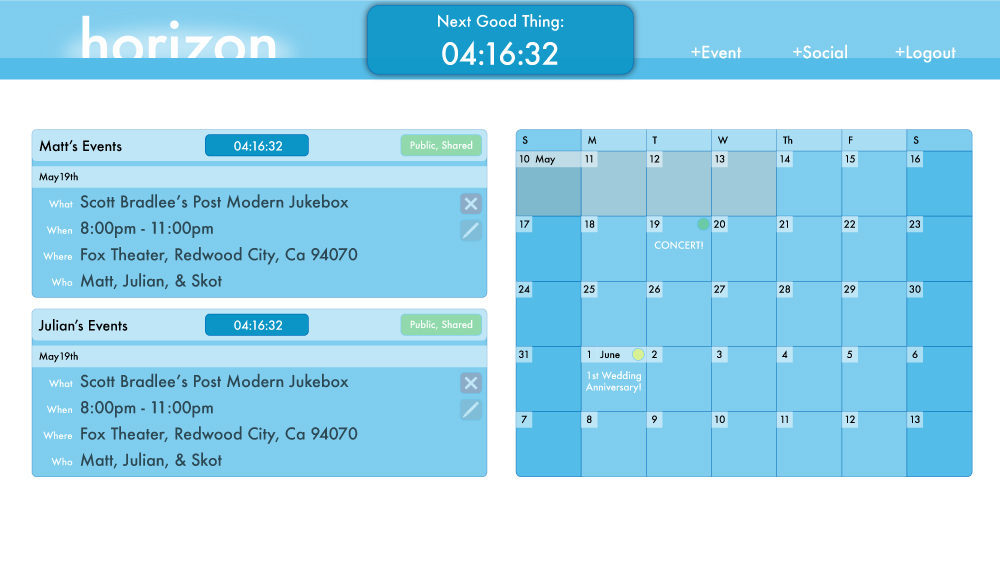 horizon
Next Good Thing:
04:16:32
+Event +Social +Logout
Matt's Events 04:16:32 Public, Shared
May19th
What Scott Bradlee's Post Modern Jukebox
When 8:00pm - 11:00pm
Where Fox Theater, Redwood City, Ca 94070
Who Matt, Julian, & Skot
Julian's Events 04:16:32 Public, Shared
May19th
What Scott Bradlee's Post Modern Jukebox
When 8:00pm - 11:00pm
Where Fox Theater, Redwood City, Ca 94070
Who Matt, Julian, & Skot
S M T W Th F S
10 May 11 12 13 14 15 16
17 18 19 20 21 22 23
CONCERT!
24 25 26 27 28 29 30
31 1 June 2 3 4 5 6
1st Wedding
Anniversary!
7 8 9 10 11 12 13